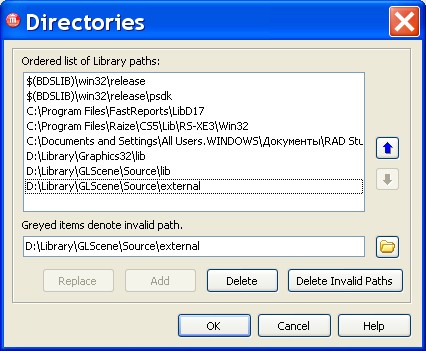 Directories
Ordered list of Library paths:
$(BDSLIB)\win32\release
$(BDSLIB)\win32\release\psdk
C:\Program Files\FastReports\LibD17
C:\Program Files\Raize\CS5\Lib\RS-XE3\Win32
C:\Documents and Settings\All Users.WINDOWS\Документы\RAD Stu
D:\Library\Graphics32\lib
D:\Library\GLScene\Source\lib
D:\Library\GLScene\Source\external
Greyed items denote invalid path.
D:\Library\GLScene\Source\external
Replace Add Delete Delete Invalid Paths
OK Cancel Help